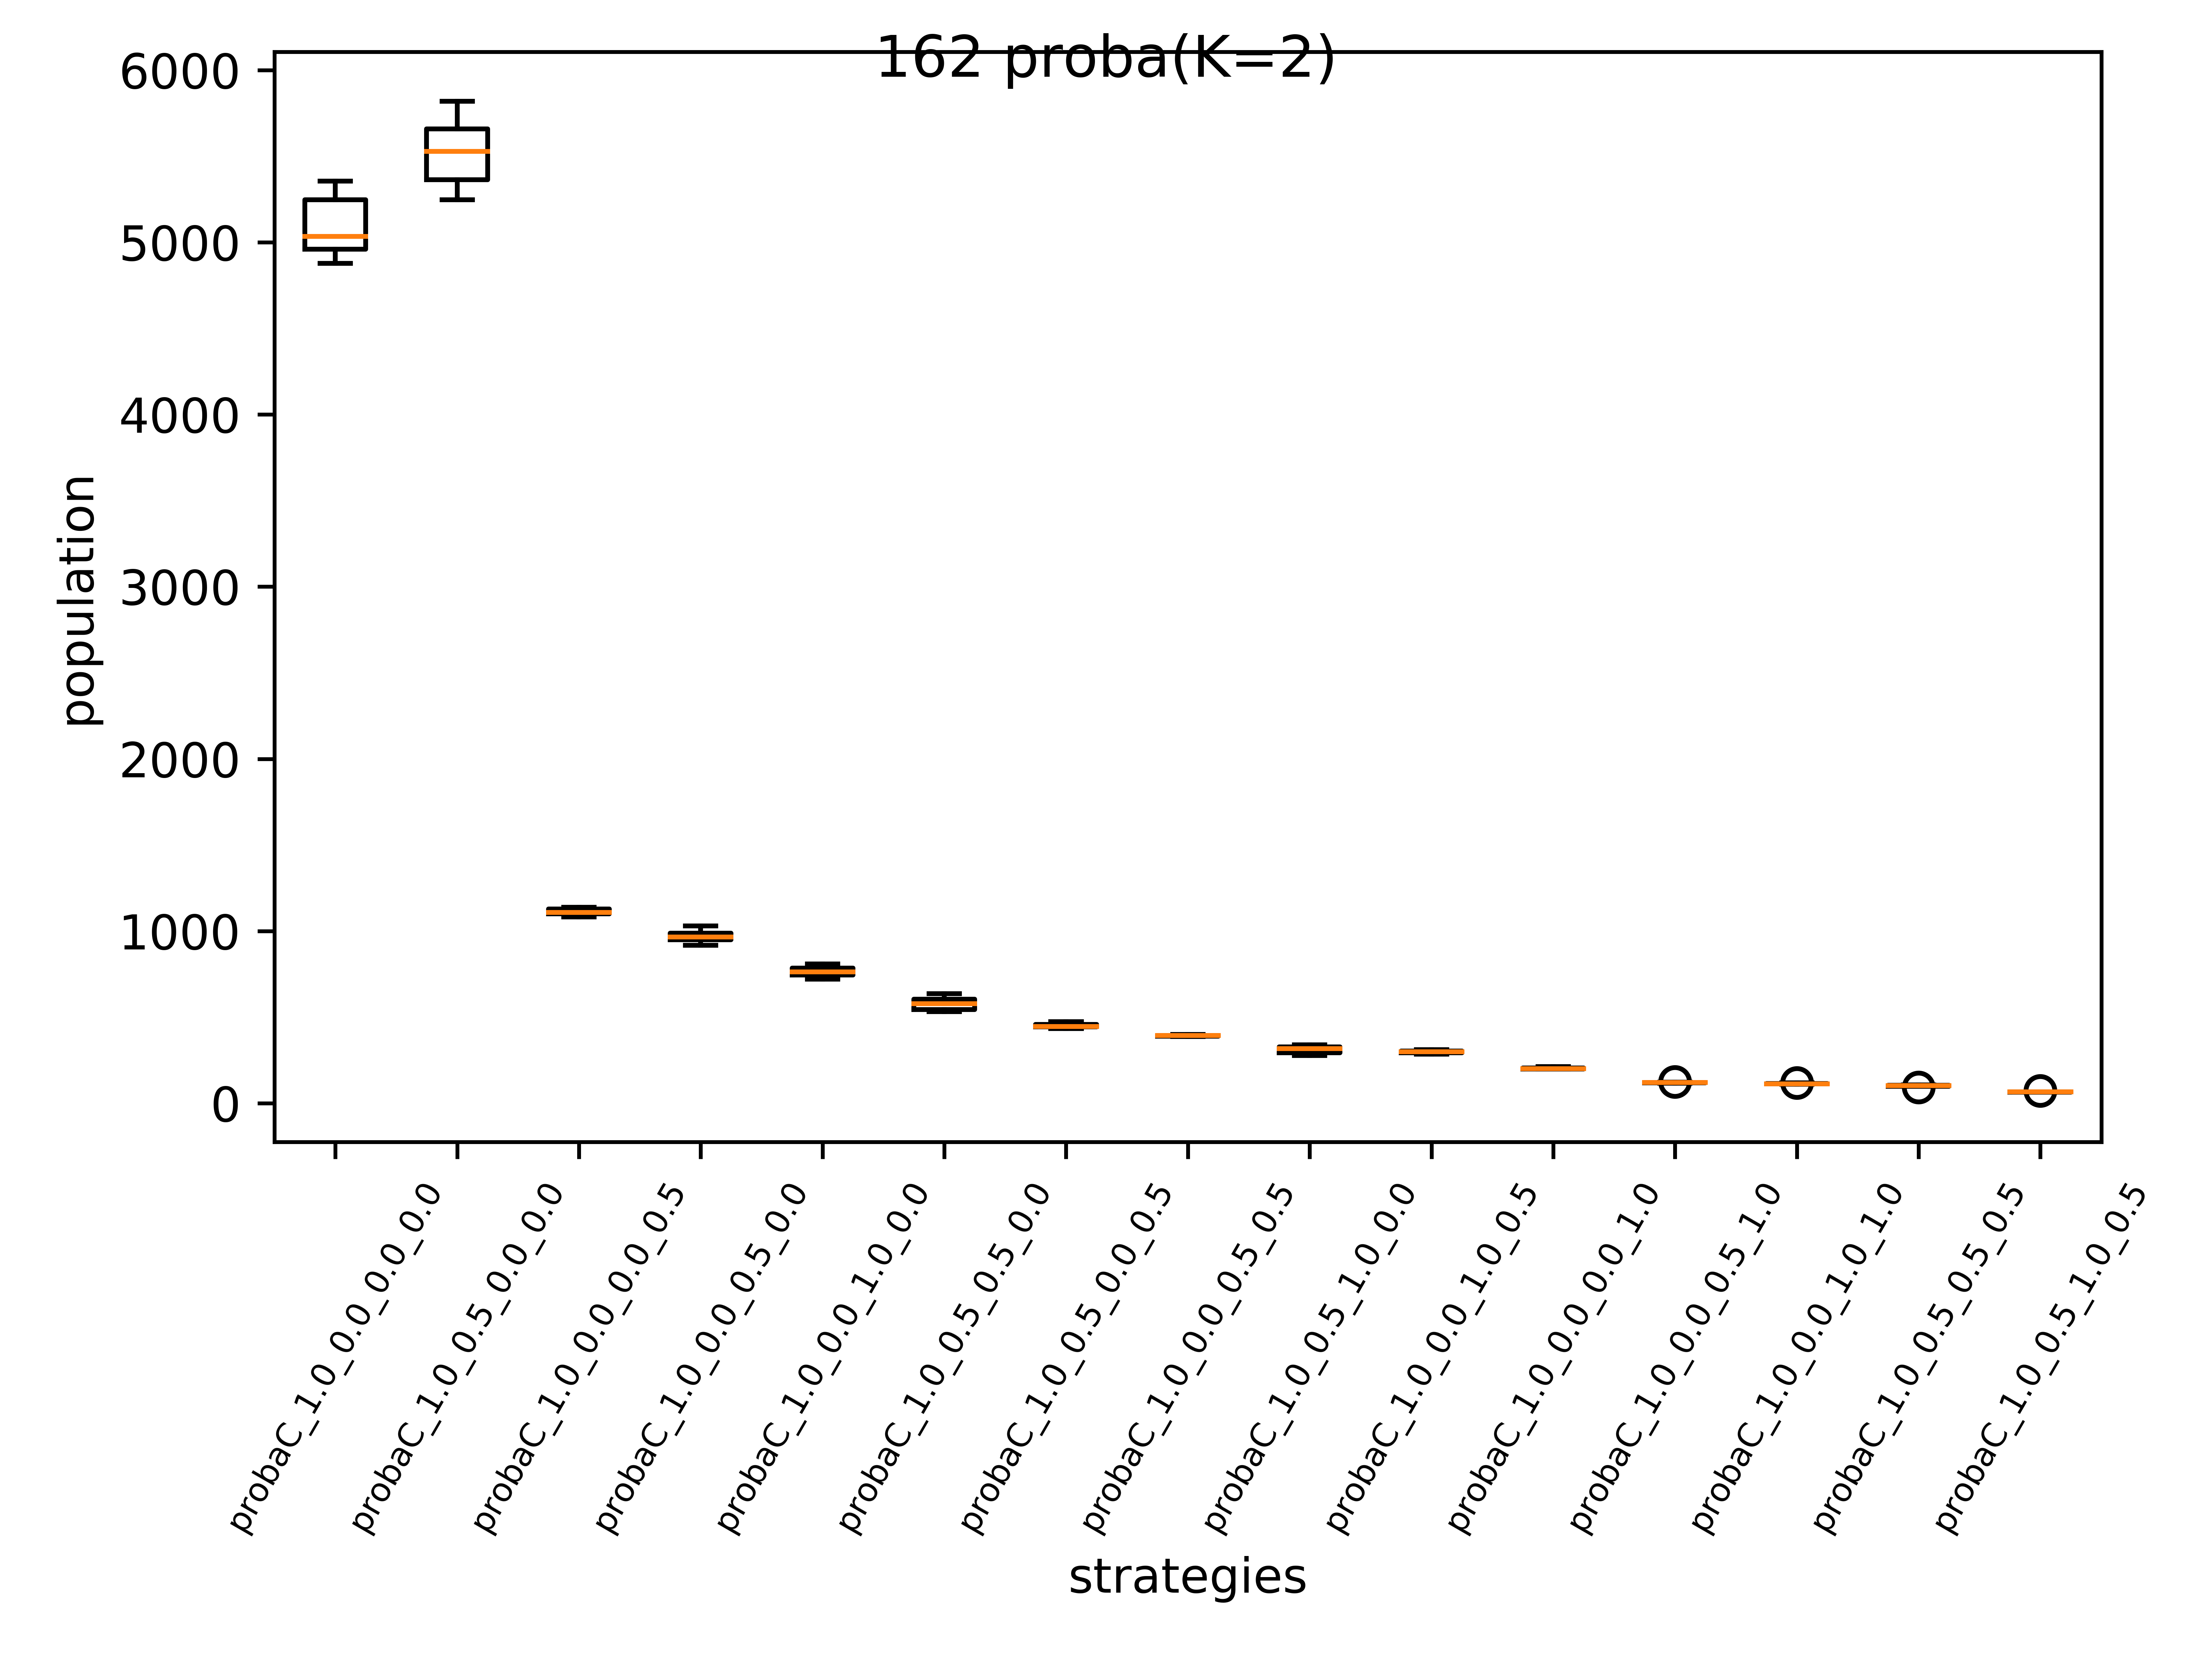 162 proba(K=2)
6000
5000
4000
3000
2000
1000
0
population
probaC_1.0_0.0_0.0_0.0
probaC_1.0_0.5_0.0_0.0
probaC_1.0_0.0_0.0_0.5
probaC_1.0_0.0_0.5_0.0
probaC_1.0_0.0_1.0_0.0
probaC_1.0_0.5_0.5_0.0
probaC_1.0_0.5_0.0_0.5
probaC_1.0_0.0_0.5_0.5
probaC_1.0_0.5_1.0_0.0
probaC_1.0_0.0_1.0_0.5
probaC_1.0_0.0_0.0_1.0
probaC_1.0_0.0_0.5_1.0
probaC_1.0_0.0_1.0_1.0
probaC_1.0_0.5_0.5_0.5
probaC_1.0_0.5_1.0_0.5
strategies